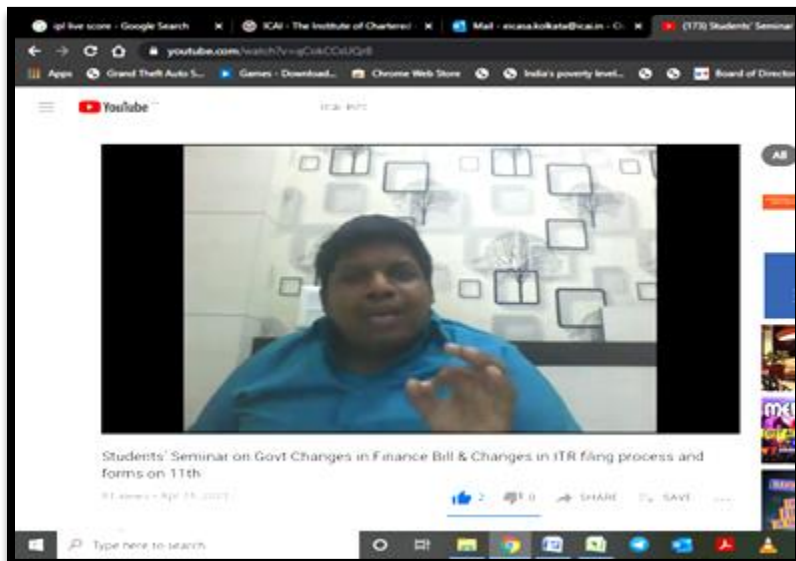 ipl live score - Google Search
ICAI - The Institute of Chartered
Mail - eicasa.kolkata@icai.in - O
(173) Students' Seminar
youtube.com/watch?v=
Apps
Grand Theft Auto S...
Games - Download...
Chrome Web Store
India's poverty level...
Board of Director
YouTube
All
Students' Seminar on Govt Changes in Finance Bill & Changes in ITR filing process and
forms on 11th
2
0
SHARE
SAVE
Type here to search